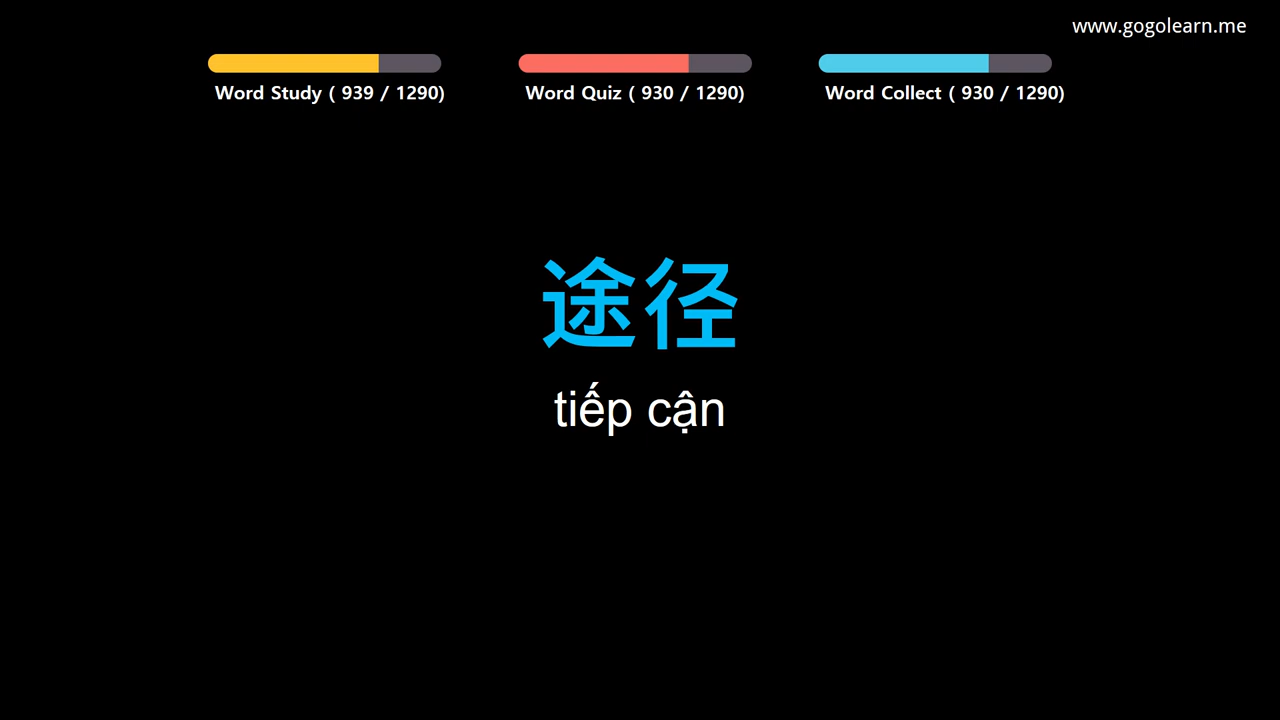 www.gogolearn.me
Word Study ( 939 / 1290)
Word Quiz ( 930 / 1290)
Word Collect ( 930 / 1290)
途径
tiếp cận